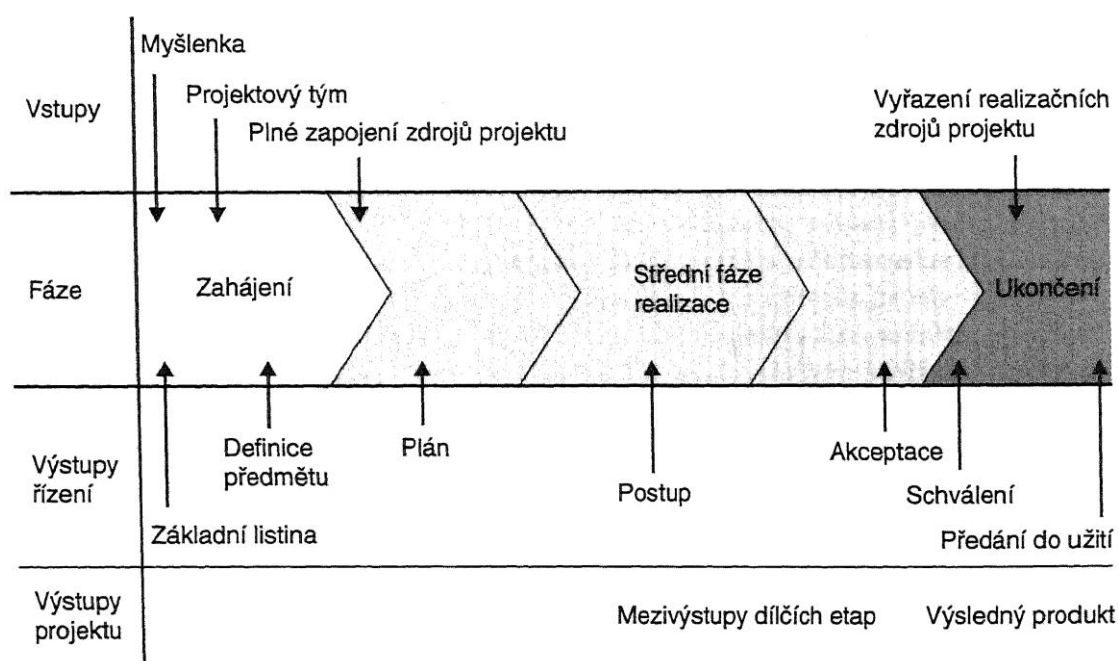 Myšlenka
Vstupy
Projektový tým
Plné zapojení zdrojů projektu
Vyřazení realizačních
zdrojů projektu
Fáze
Zahájení
Střední fáze
realizace
Ukončení
Výstupy
řízení
Definice
předmětu
Plán
Postup
Akceptace
Schválení
Základní listina
Předání do užití
Výstupy
projektu
Mezivýstupy dílčích etap
Výsledný produkt